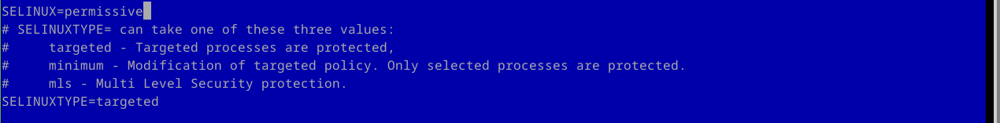 SELINUX=permissive
# SELINUXTYPE= can take one of these three values:
#     targeted - Targeted processes are protected,
#     minimum - Modification of targeted policy. Only selected processes are protected.
#     mls - Multi Level Security protection.
SELINUXTYPE=targeted